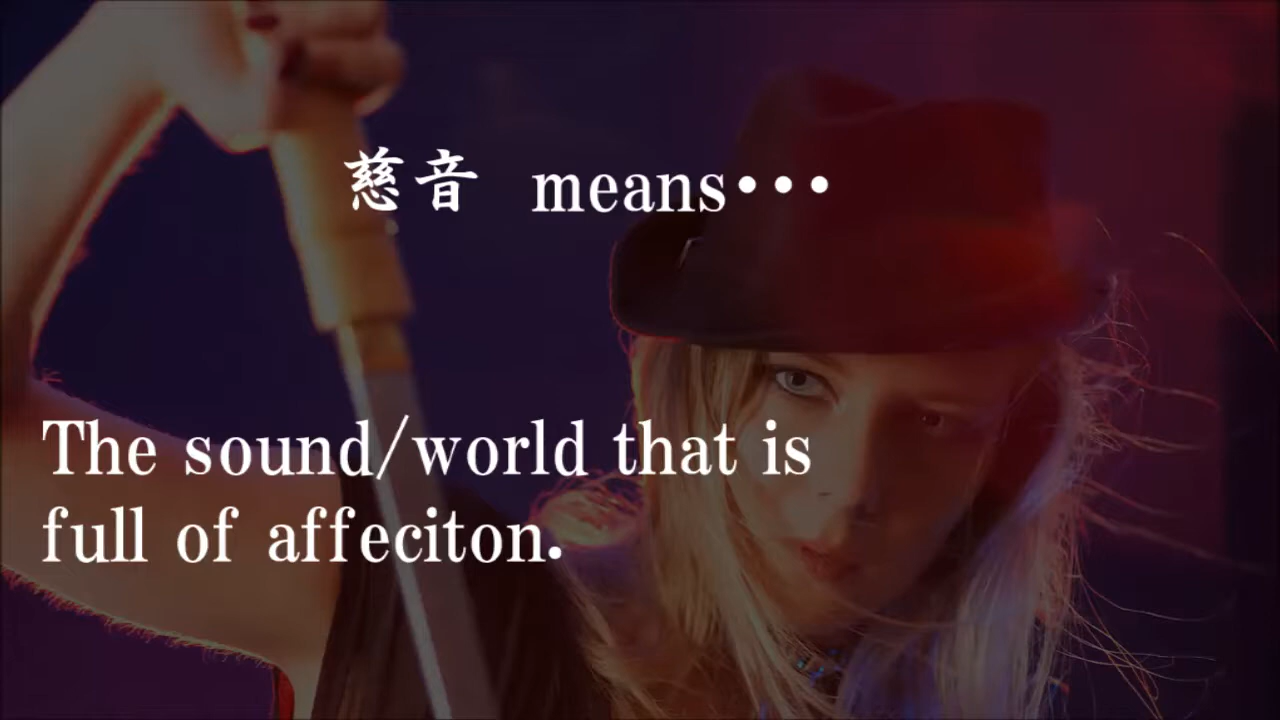 慈音 means･･･
The sound/world that is
full of affeciton.